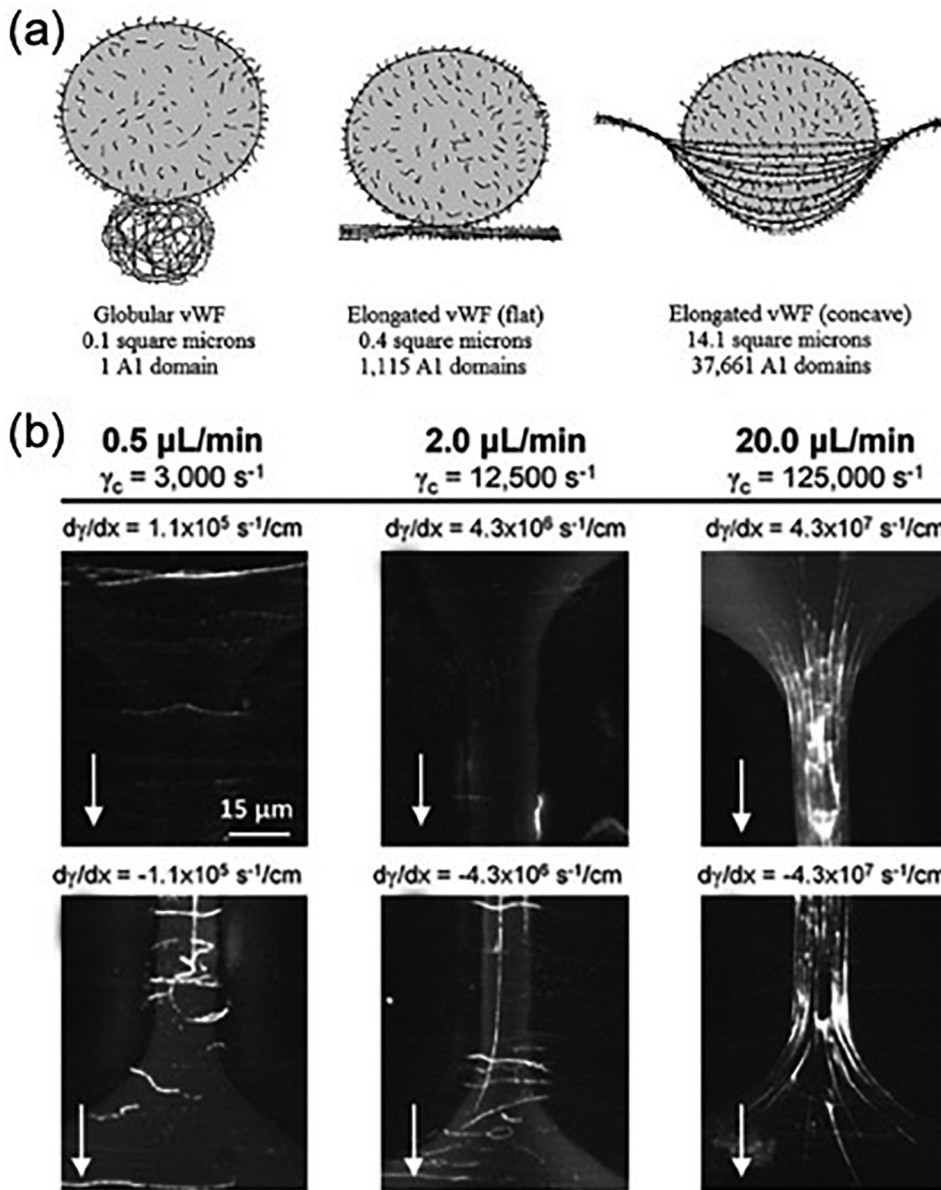 (a)
Globular vWF
0.1 square microns
1 A1 domain
Elongated vWF (flat)
0.4 square microns
1,115 A1 domains
Elongated vWF (concave)
14.1 square microns
37,661 A1 domains
(b)
0.5 µL/min
γc = 3,000 s⁻¹
2.0 µL/min
γc = 12,500 s⁻¹
20.0 µL/min
γc = 125,000 s⁻¹
dγ/dx = 1.1x10⁵ s⁻¹/cm
dγ/dx = 4.3x10⁶ s⁻¹/cm
dγ/dx = 4.3x10⁷ s⁻¹/cm
15 µm
dγ/dx = -1.1x10⁵ s⁻¹/cm
dγ/dx = -4.3x10⁶ s⁻¹/cm
dγ/dx = -4.3x10⁷ s⁻¹/cm